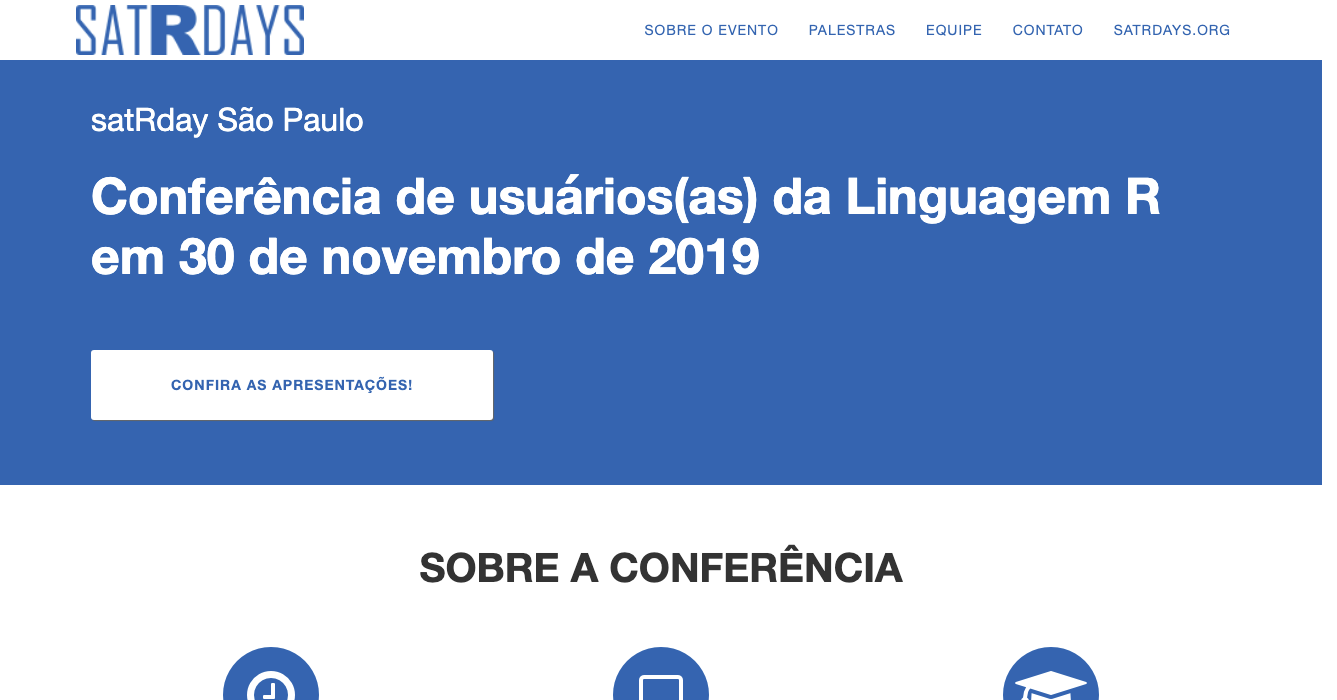 SATRDAYS
SOBRE O EVENTO PALESTRAS EQUIPE CONTATO SATRDAYS.ORG
satRday São Paulo
Conferência de usuários(as) da Linguagem R
em 30 de novembro de 2019
CONFIRA AS APRESENTAÇÕES!
SOBRE A CONFERÊNCIA